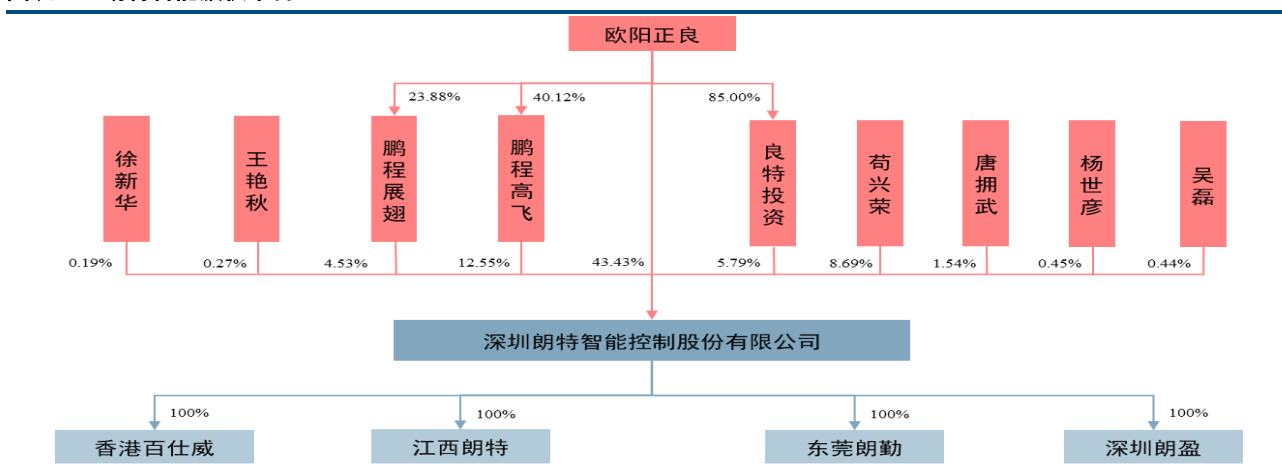 欧阳正良
23.88%
40.12%
85.00%
徐新华
王艳秋
鹏程展翅
鹏程高飞
良特投资
苟兴荣
唐拥武
杨世彦
吴磊
0.19%
0.27%
4.53%
12.55%
43.43%
5.79%
8.69%
1.54%
0.45%
0.44%
深圳朗特智能控制股份有限公司
100%
100%
100%
100%
香港百仕威
江西朗特
东莞朗勤
深圳朗盈